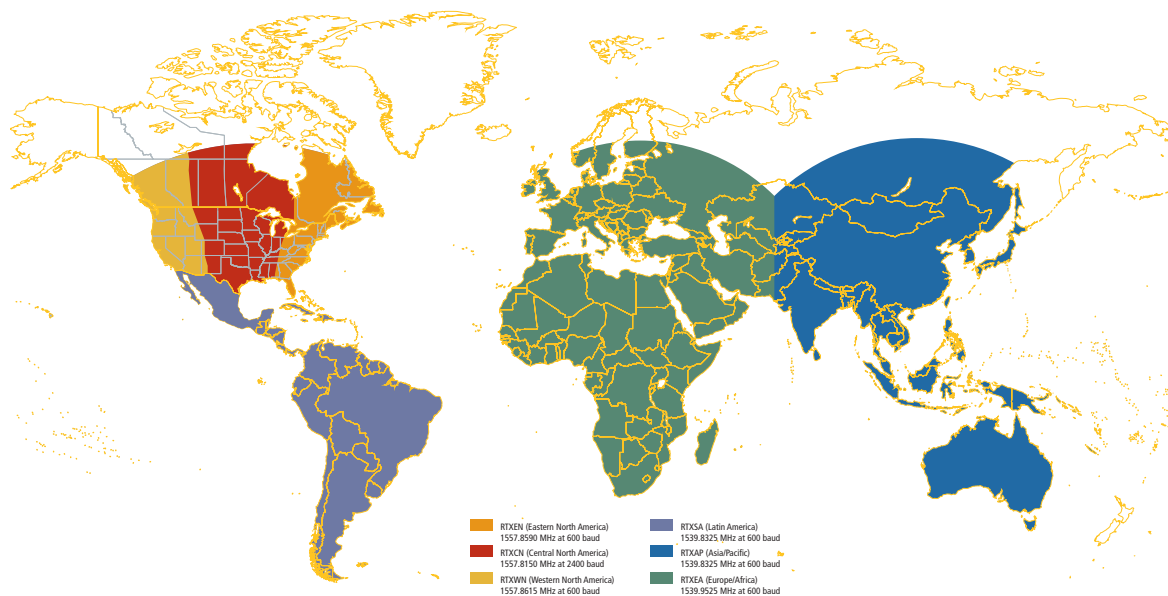 RTXEN (Eastern North America)
1557.8590 MHz at 600 baud
RTXCN (Central North America)
1557.8150 MHz at 2400 baud
RTXWN (Western North America)
1557.8615 MHz at 600 baud
RTXSA (Latin America)
1539.8325 MHz at 600 baud
RTXAP (Asia/Pacific)
1539.8325 MHz at 600 baud
RTXEA (Europe/Africa)
1539.9525 MHz at 600 baud